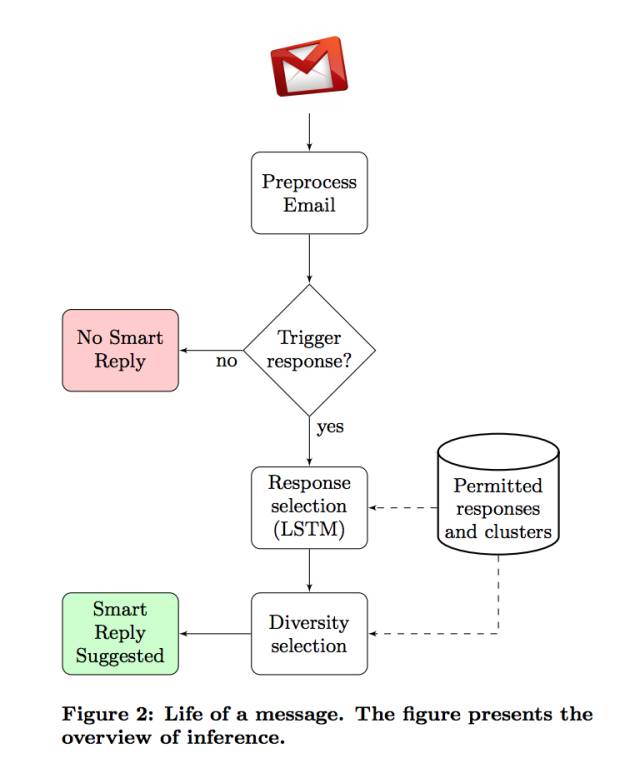 Preprocess
Email
Trigger
response?
No Smart
Reply
no
yes
Response
selection
(LSTM)
Permitted
responses
and clusters
Diversity
selection
Smart
Reply
Suggested
Figure 2: Life of a message. The figure presents the
overview of inference.